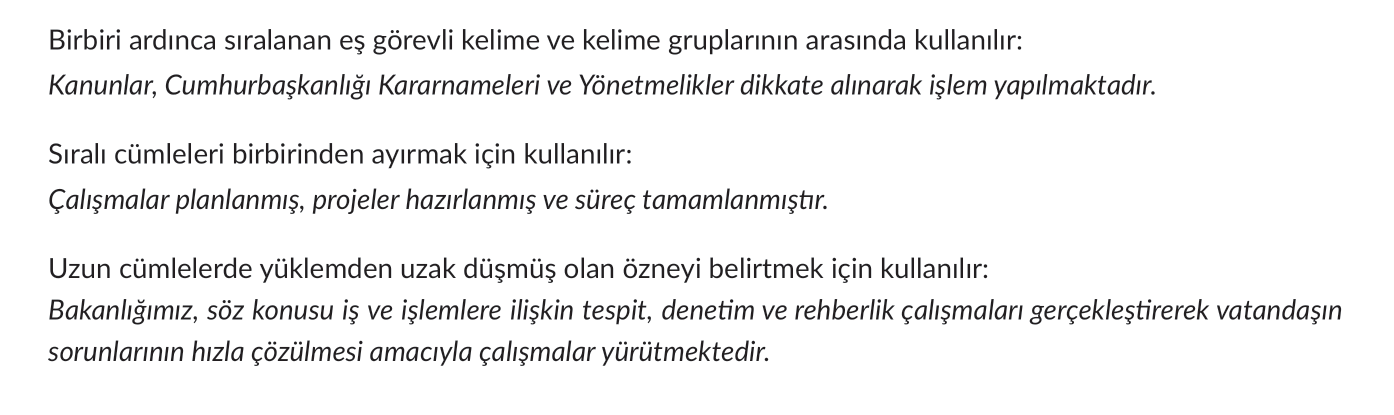 Birbiri ardınca sıralanan eş görevli kelime ve kelime gruplarının arasında kullanılır:
Kanunlar, Cumhurbaşkanlığı Kararnameleri ve Yönetmelikler dikkate alınarak işlem yapılmaktadır.
Sıralı cümleleri birbirinden ayırmak için kullanılır:
Çalışmalar planlanmış, projeler hazırlanmış ve süreç tamamlanmıştır.
Uzun cümlelerde yüklemden uzak düşmüş olan özneyi belirtmek için kullanılır:
Bakanlığımız, söz konusu iş ve işlemlere ilişkin tespit, denetim ve rehberlik çalışmaları gerçekleştirerek vatandaşın
sorunlarının hızla çözülmesi amacıyla çalışmalar yürütmektedir.